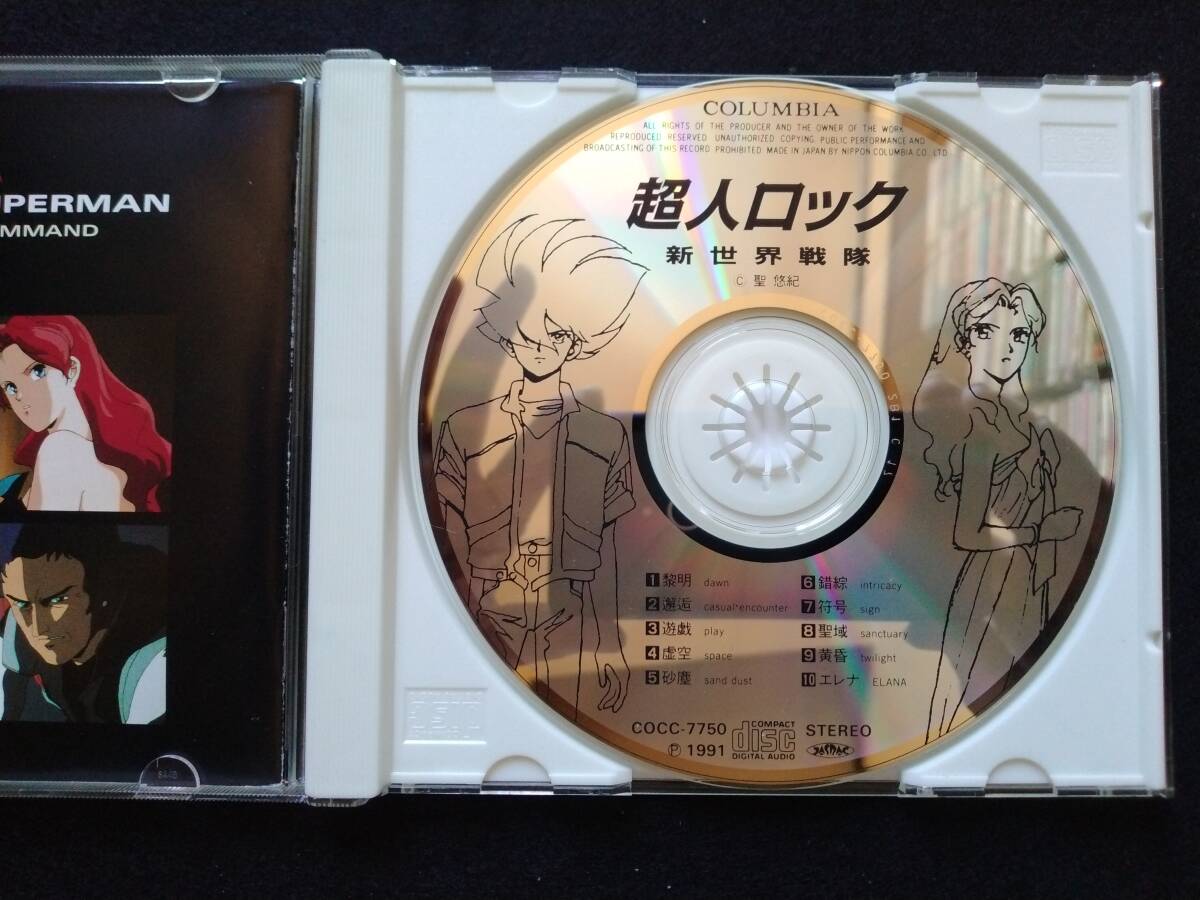 UPERMAN
MMAND
COLUMBIA
ALL RIGHTS OF THE PRODUCER AND THE OWNER OF THE WORK
REPRODUCED RESERVED. UNAUTHORIZED COPYING, PUBLIC PERFORMANCE AND
BROADCASTING OF THIS RECORD PROHIBITED. MADE IN JAPAN BY NIPPON COLUMBIA CO., LTD
超人ロック
新世界戦隊
© 聖 悠紀
1 黎明 dawn
2 邂逅 casual・encounter
3 遊戯 play
4 虚空 space
5 砂塵 sand dust
6 錯綜 intricacy
7 符号 sign
8 聖域 sanctuary
9 黄昏 twilight
10 エレナ ELANA
COCC-7750
Ⓟ 1991
COMPACT
disc
DIGITAL AUDIO
STEREO